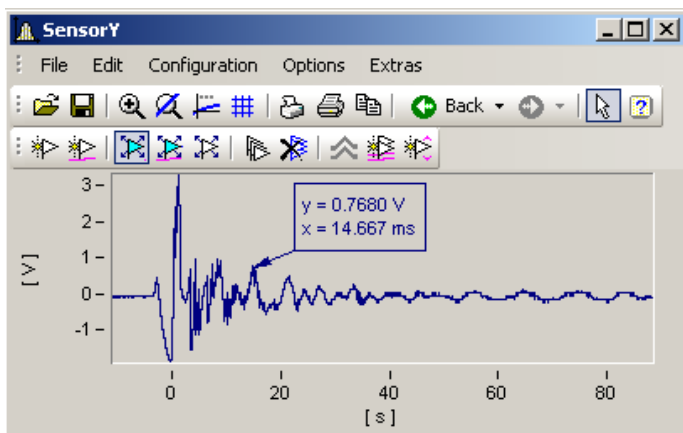 SensorY
File Edit Configuration Options Extras
Back
3
2
1
0
-1
[ V ]
y = 0.7680 V
x = 14.667 ms
0 20 40 60 80
[ s ]